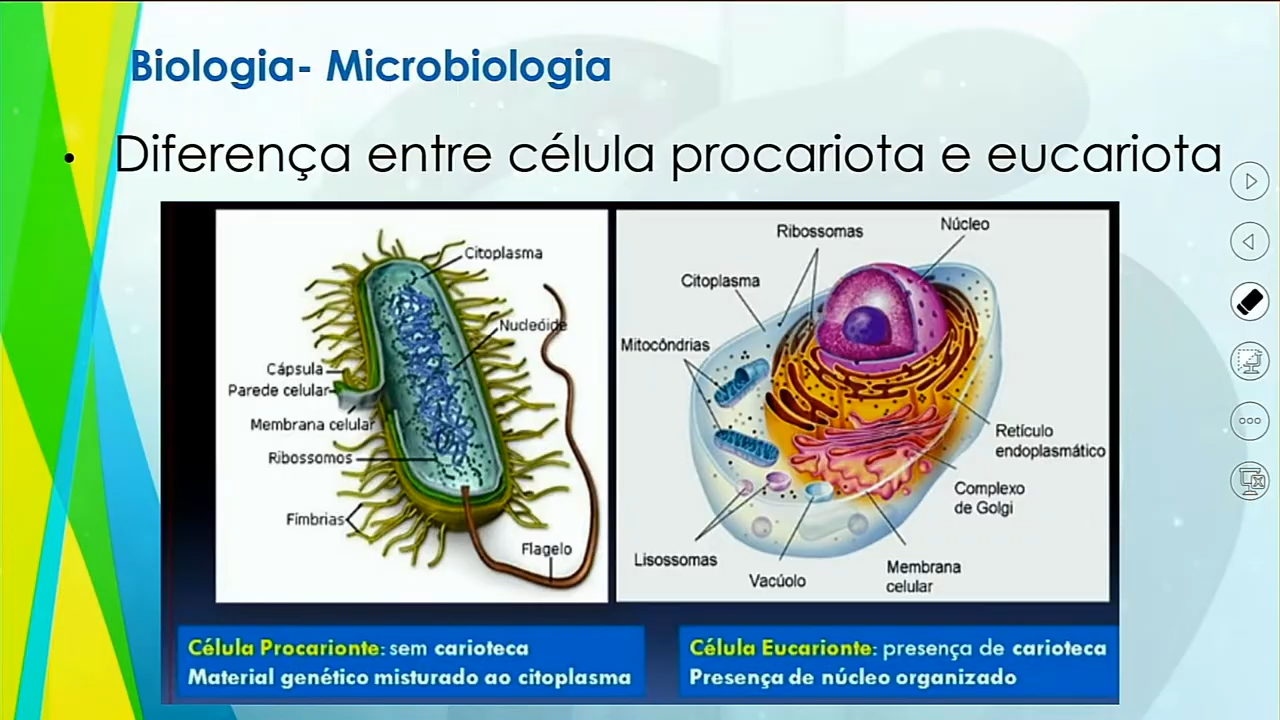 Biologia- Microbiologia
• Diferença entre célula procariota e eucariota
Citoplasma
Nucleóide
Cápsula
Parede celular
Membrana celular
Ribossomos
Fímbrias
Flagelo
Ribossomas
Núcleo
Citoplasma
Mitocôndrias
Retículo
endoplasmático
Complexo
de Golgi
Lisossomas
Vacúolo
Membrana
celular
Célula Procarionte: sem carioteca
Material genético misturado ao citoplasma
Célula Eucarionte: presença de carioteca
Presença de núcleo organizado